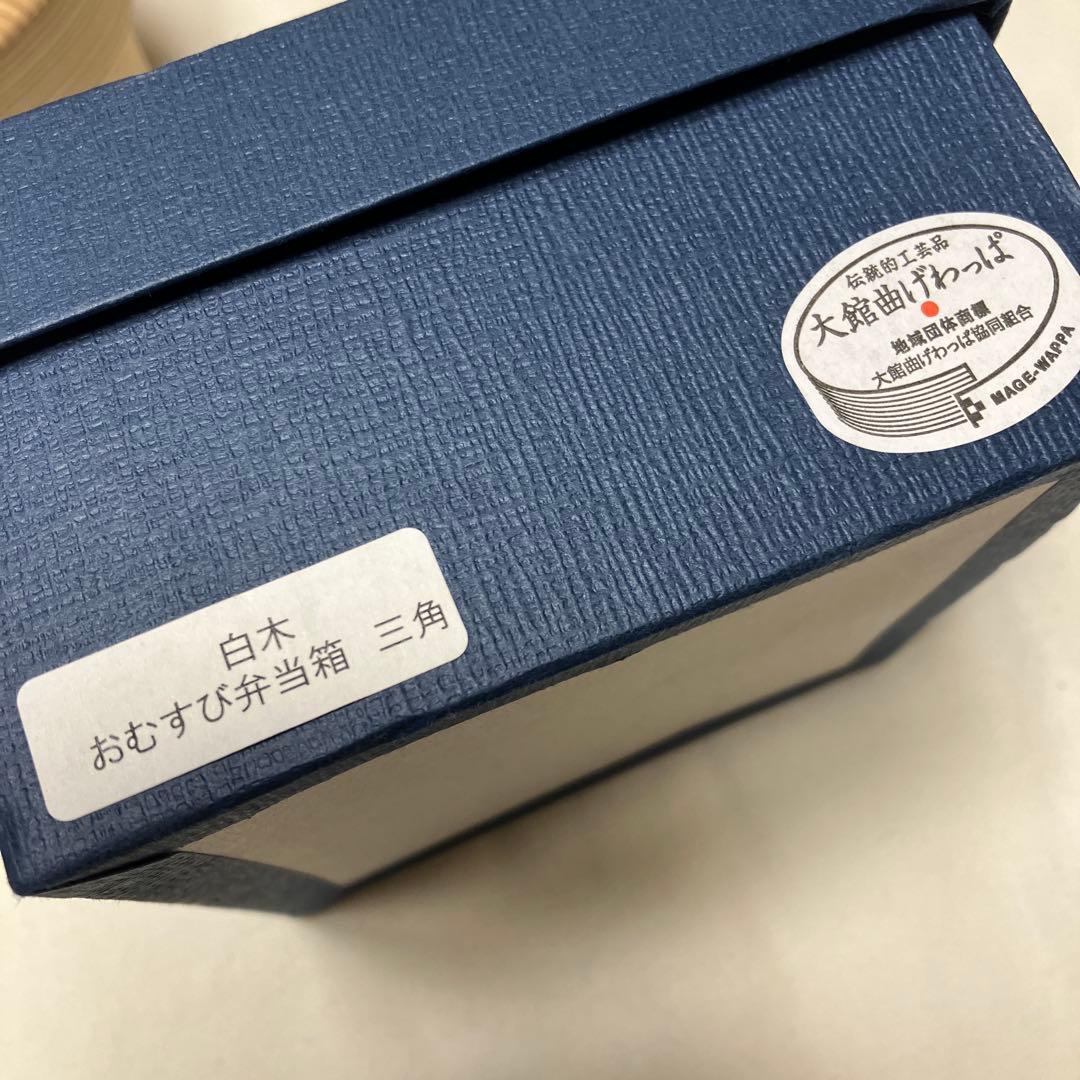 伝統的工芸品
大館曲げわっぱ
地域団体商標
大館曲げわっぱ協同組合
MAGE-WAPPA
白木
おむすび弁当箱 三角